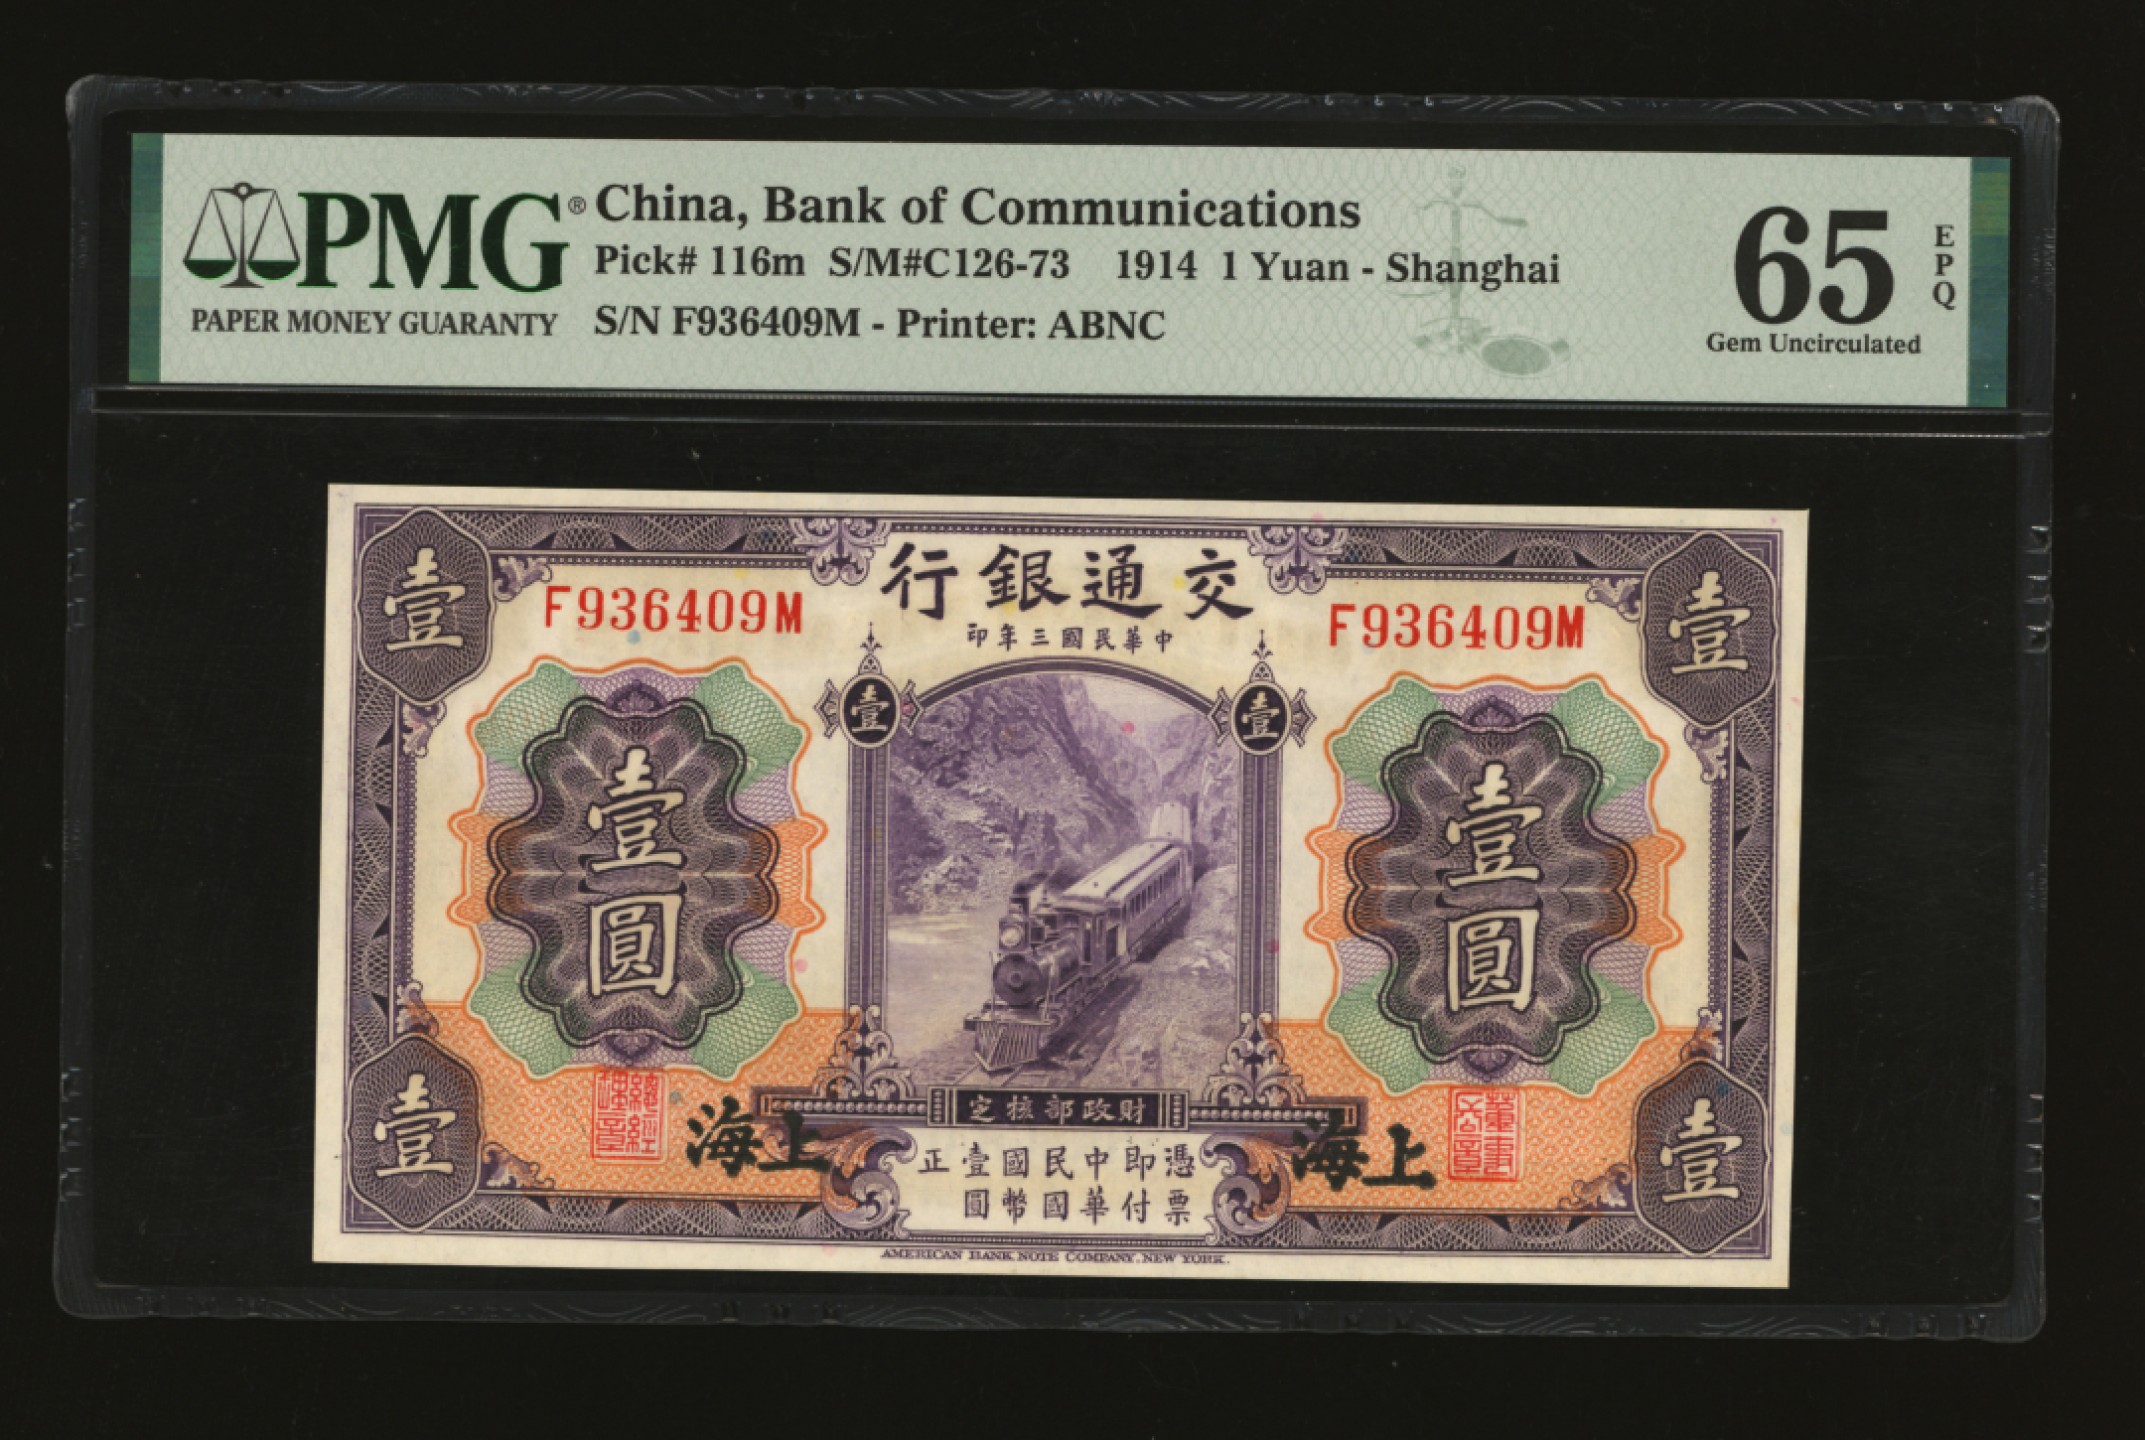 PMG®
PAPER MONEY GUARANTY
China, Bank of Communications
Pick# 116m S/M#C126-73 1914 1 Yuan - Shanghai
S/N F936409M - Printer: ABNC
65
EPQ
Gem Uncirculated
交通銀行
中華民國三年印
F936409M
F936409M
壹
壹
壹
壹
壹圓
壹圓
財政部核定
上海
上海
憑票即付中華民國國幣壹圓正
壹
壹
AMERICAN BANK NOTE COMPANY, NEW YORK.